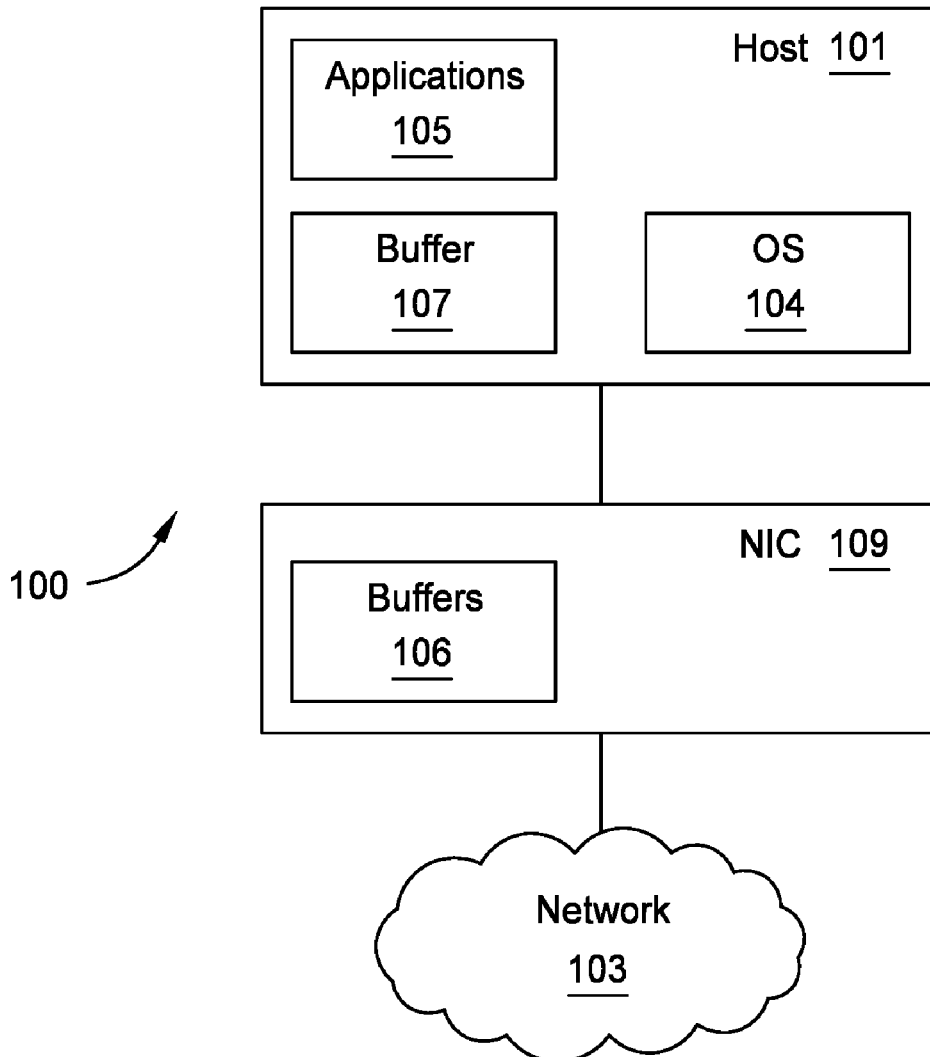 Host 101
Applications
105
Buffer
107
OS
104
100
NIC 109
Buffers
106
Network
103